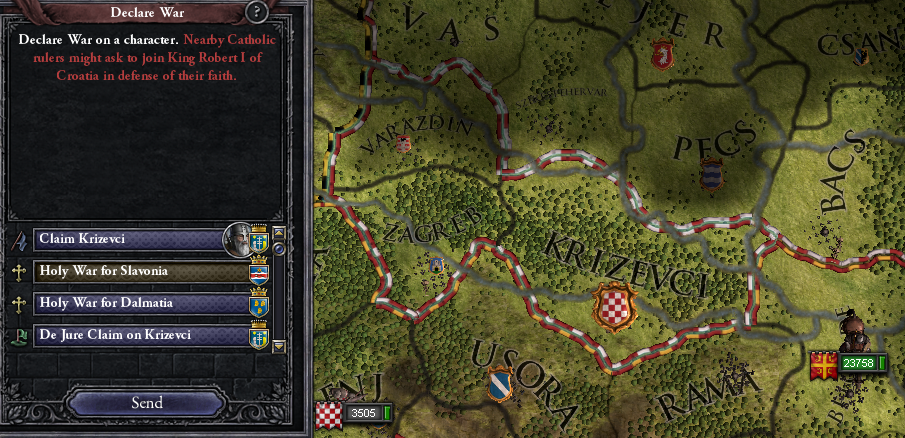 Declare War
?
Declare War on a character. Nearby Catholic
rulers might ask to join King Robert I of
Croatia in defense of their faith.
Claim Krizevci
Holy War for Slavonia
Holy War for Dalmatia
De Jure Claim on Krizevci
Send
VAS
CSAN
VARAZDIN
PECS
BACS
ZAGREB
KRIZEVCI
USORA
RAMA
3505
23758